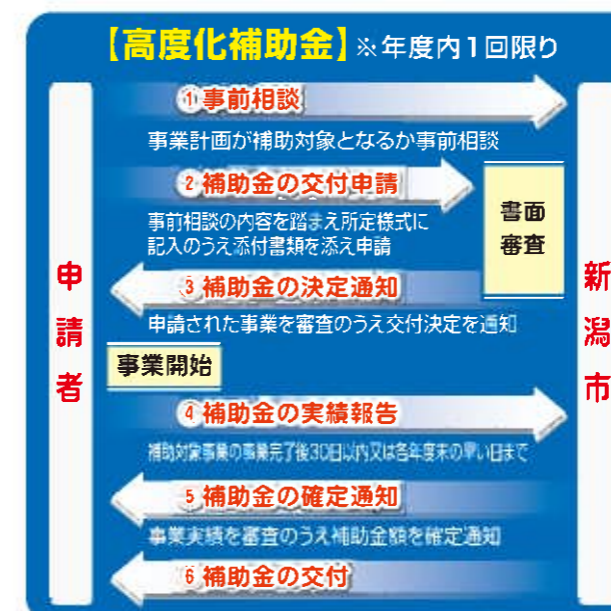 【高度化補助金】※年度内1回限り
①事前相談
事業計画が補助対象となるか事前相談
2 補助金の交付申請
事前相談の内容を踏まえ所定様式に
記入のうえ添付書類を添え申請
書面
審査
3 補助金の決定通知
申請された事業を審査のうえ交付決定を通知
申請者
新潟市
事業開始
4 補助金の実績報告
補助対象事業の事業完了後30日以内又は各年度末の早い日まで
5 補助金の確定通知
事業実績を審査のうえ補助金額を確定通知
6 補助金の交付